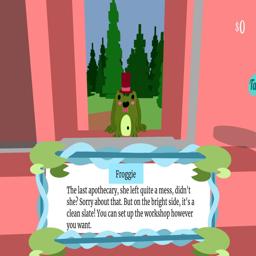 $0
Ta
Froggie
The last apothecary, she left quite a mess, didn't
she? Sorry about that. But on the bright side, it's a
clean slate! You can set up the workshop however
you want.